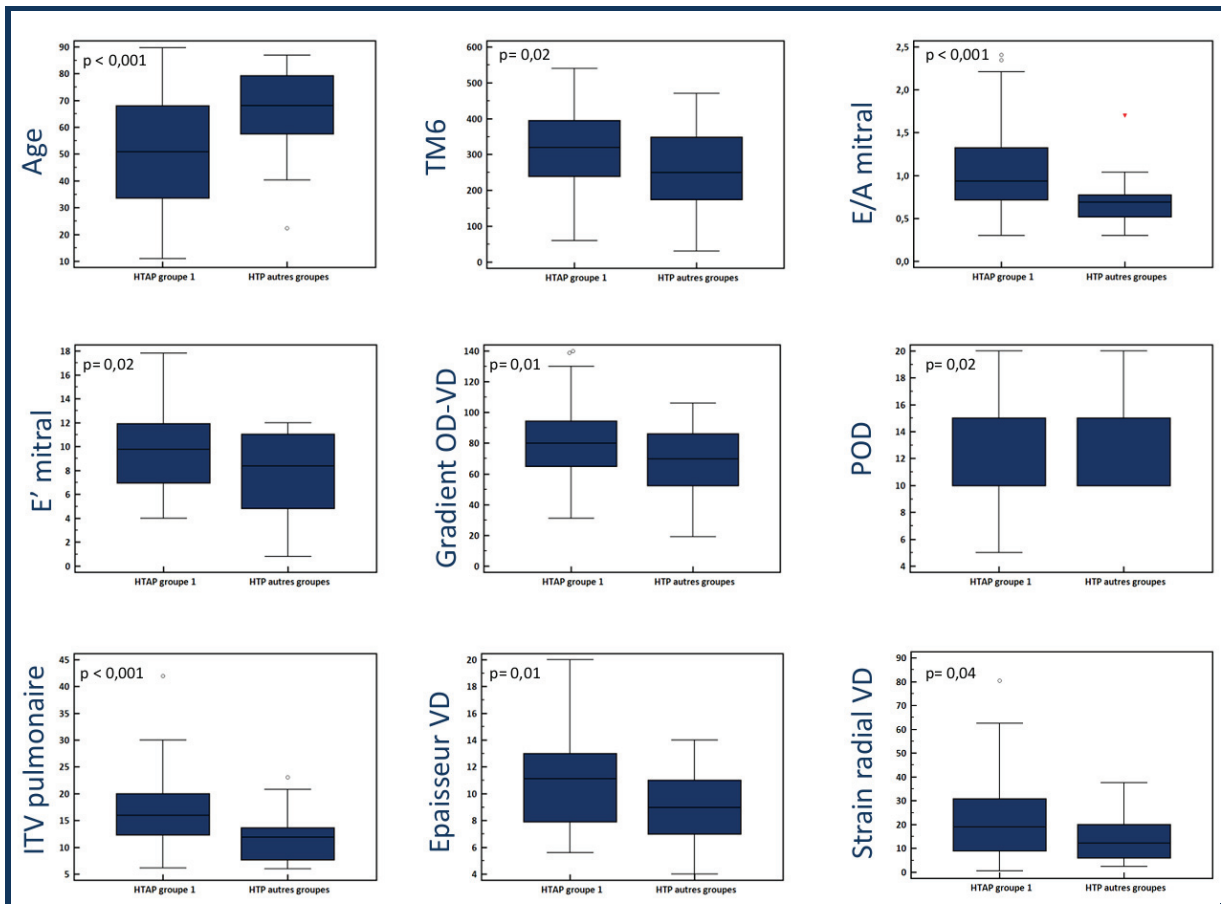 Age
p < 0,001
90
80
70
60
50
40
30
20
10
HTAP groupe 1
HTP autres groupes
TM6
p= 0,02
600
500
400
300
200
100
0
HTAP groupe 1
HTP autres groupes
E/A mitral
p < 0,001
2,5
2,0
1,5
1,0
0,5
0,0
HTAP groupe 1
HTP autres groupes
E’ mitral
p= 0,02
18
16
14
12
10
8
6
4
2
0
HTAP groupe 1
HTP autres groupes
Gradient OD-VD
p= 0,01
140
120
100
80
60
40
20
0
HTAP groupe 1
HTP autres groupes
POD
p= 0,02
20
18
16
14
12
10
8
6
4
HTAP groupe 1
HTP autres groupes
ITV pulmonaire
p < 0,001
45
40
35
30
25
20
15
10
5
HTAP groupe 1
HTP autres groupes
Epaisseur VD
p= 0,01
20
18
16
14
12
10
8
6
4
HTAP groupe 1
HTP autres groupes
Strain radial VD
p= 0,04
90
80
70
60
50
40
30
20
10
0
HTAP groupe 1
HTP autres groupes